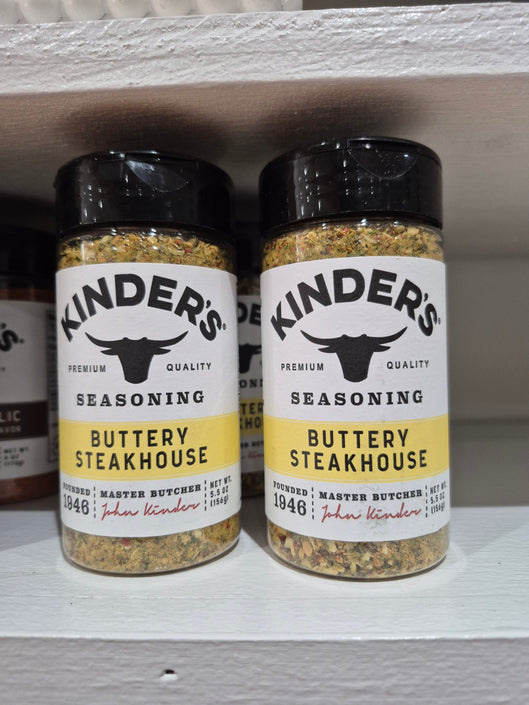 KINDER'S®
PREMIUM QUALITY
SEASONING
BUTTERY
STEAKHOUSE
FOUNDED
1946
MASTER BUTCHER
John Kinder
NET WT.
5.5 OZ
(156g)
KINDER'S®
PREMIUM QUALITY
SEASONING
BUTTERY
STEAKHOUSE
FOUNDED
1946
MASTER BUTCHER
John Kinder
NET WT.
5.5 OZ
(156g)